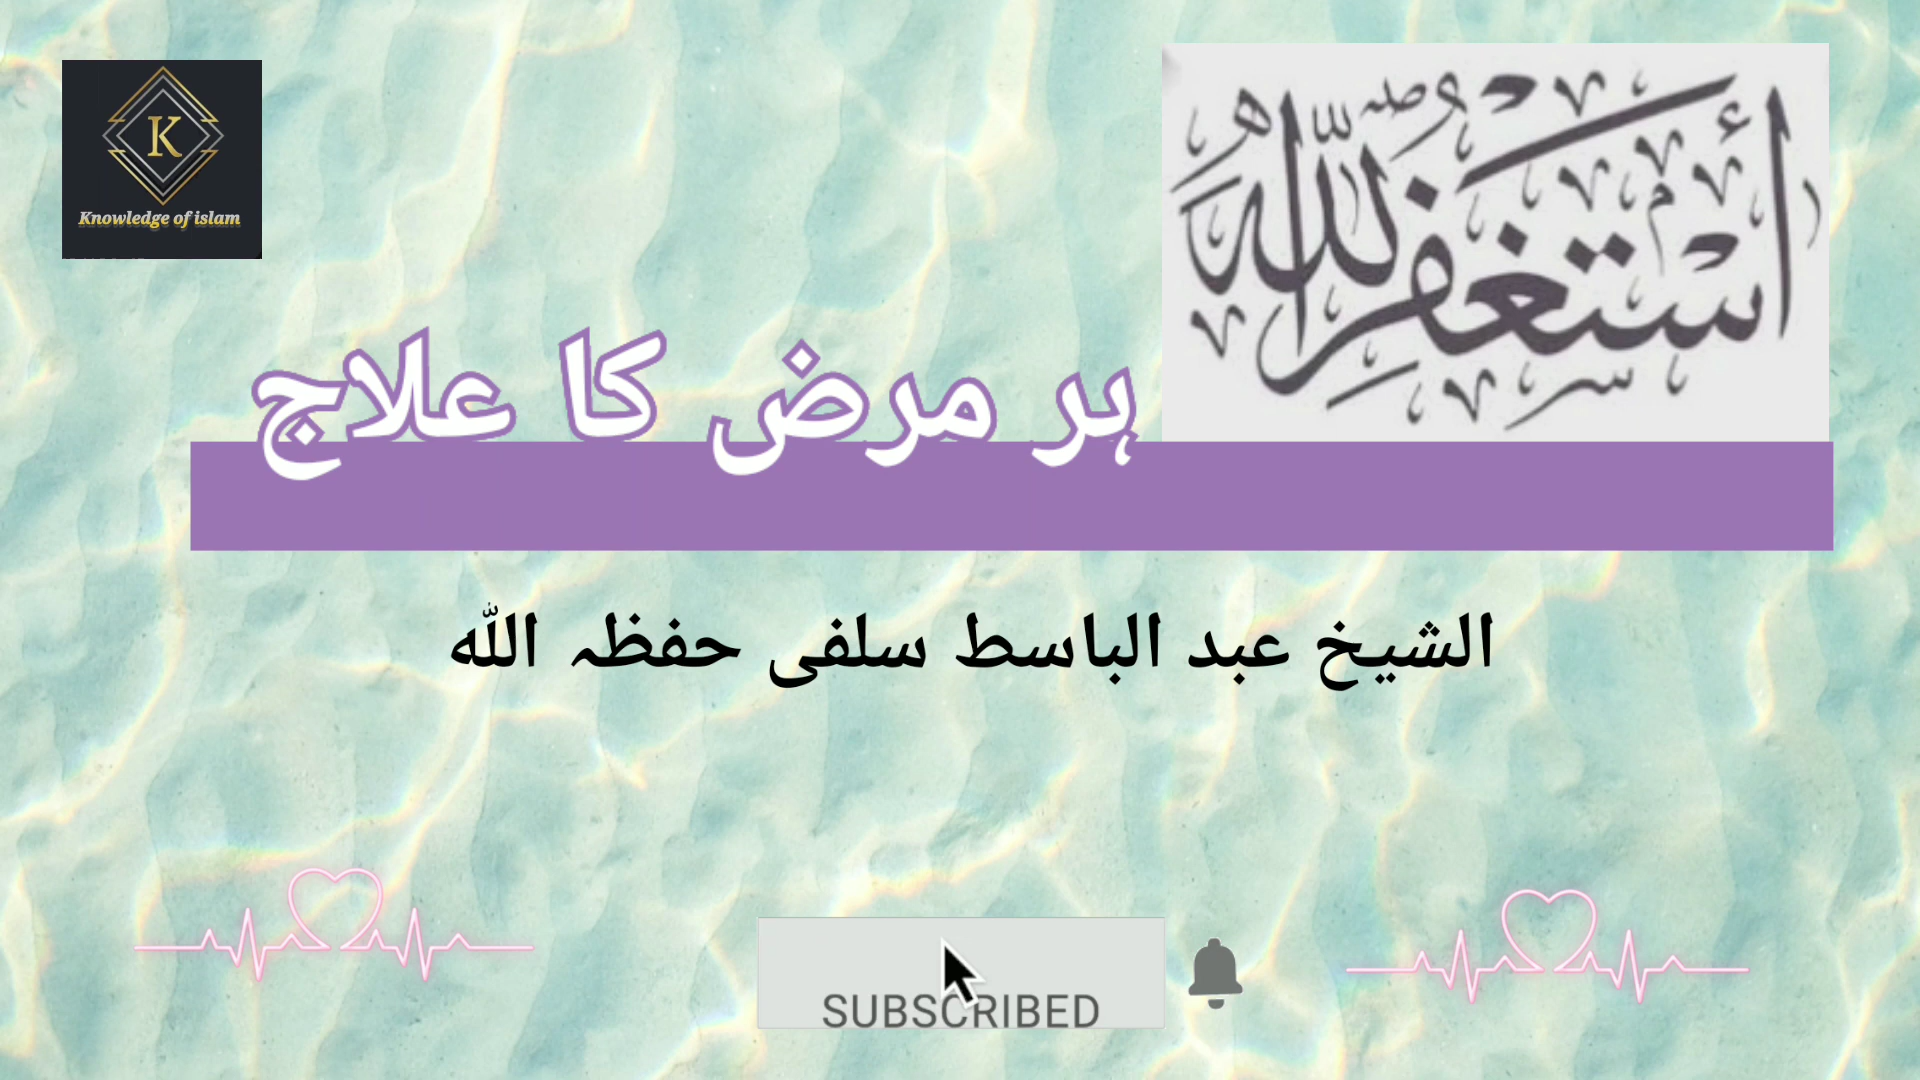 K
Knowledge of islam
أستغفر الله
ہر مرض کا علاج
الشیخ عبد الباسط سلفی حفظہ اللہ
SUBSCRIBED